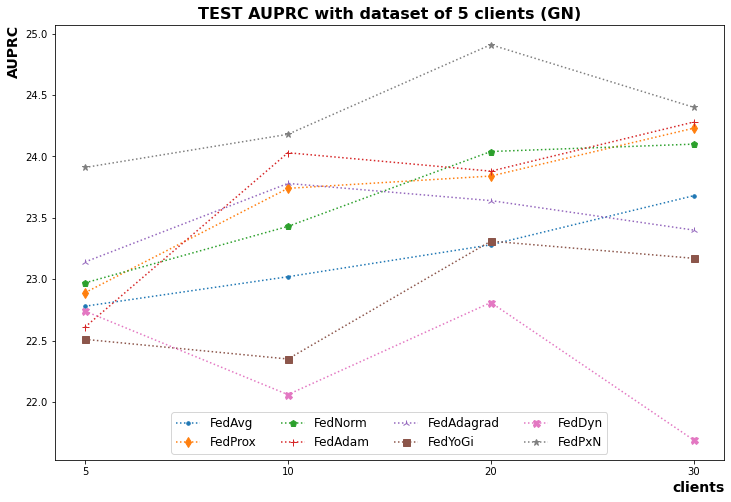 TEST AUPRC with dataset of 5 clients (GN)
AUPRC
25.0
24.5
24.0
23.5
23.0
22.5
22.0
FedAvg FedNorm FedAdagrad FedDyn
FedProx FedAdam FedYoGi FedPxN
5 10 20 30
clients